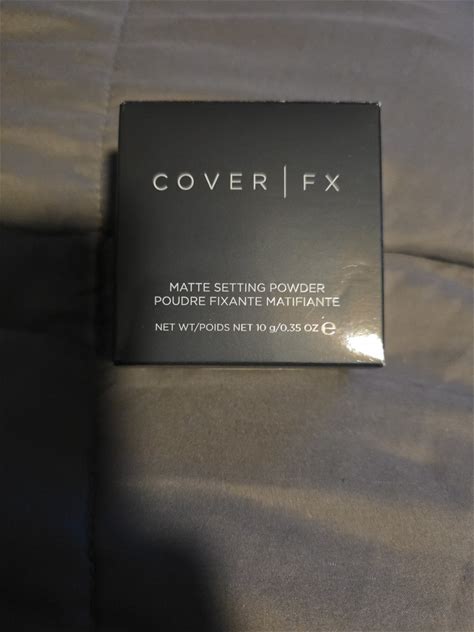 COVER | FX
MATTE SETTING POWDER
POUDRE FIXANTE MATIFIANTE
NET WT/POIDS NET 10 g/0.35 OZ ℮